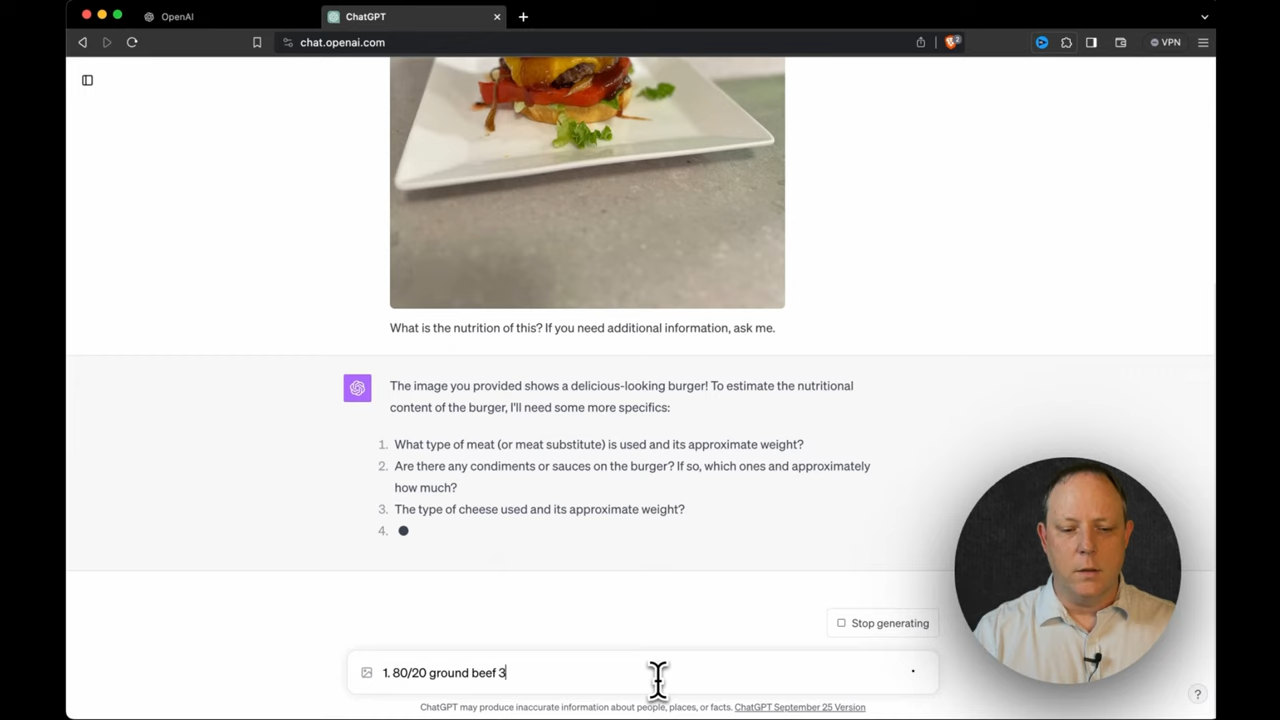 OpenAI
ChatGPT
chat.openai.com
2
VPN
What is the nutrition of this? If you need additional information, ask me.
The image you provided shows a delicious-looking burger! To estimate the nutritional
content of the burger, I'll need some more specifics:
1. What type of meat (or meat substitute) is used and its approximate weight?
2. Are there any condiments or sauces on the burger? If so, which ones and approximately
how much?
3. The type of cheese used and its approximate weight?
4.
Stop generating
1. 80/20 ground beef 3
ChatGPT may produce inaccurate information about people, places, or facts. ChatGPT September 25 Version
?